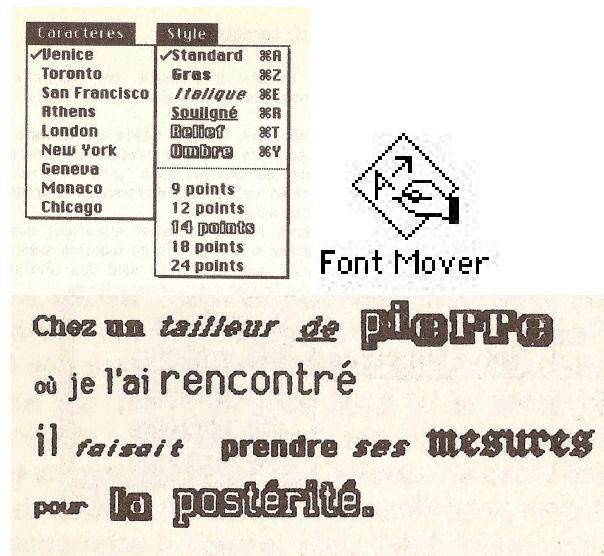 Caractères
✓Venice
Toronto
San Francisco
Athens
London
New York
Geneva
Monaco
Chicago
Style
✓Standard ⌘A
Gras ⌘Z
Italique ⌘E
Souligné ⌘R
Relief ⌘T
Ombre ⌘Y
9 points
12 points
14 points
18 points
24 points
Font Mover
Chez un tailleur de pierre
où je l'ai rencontré
il faisait prendre ses mesures
pour la postérité.